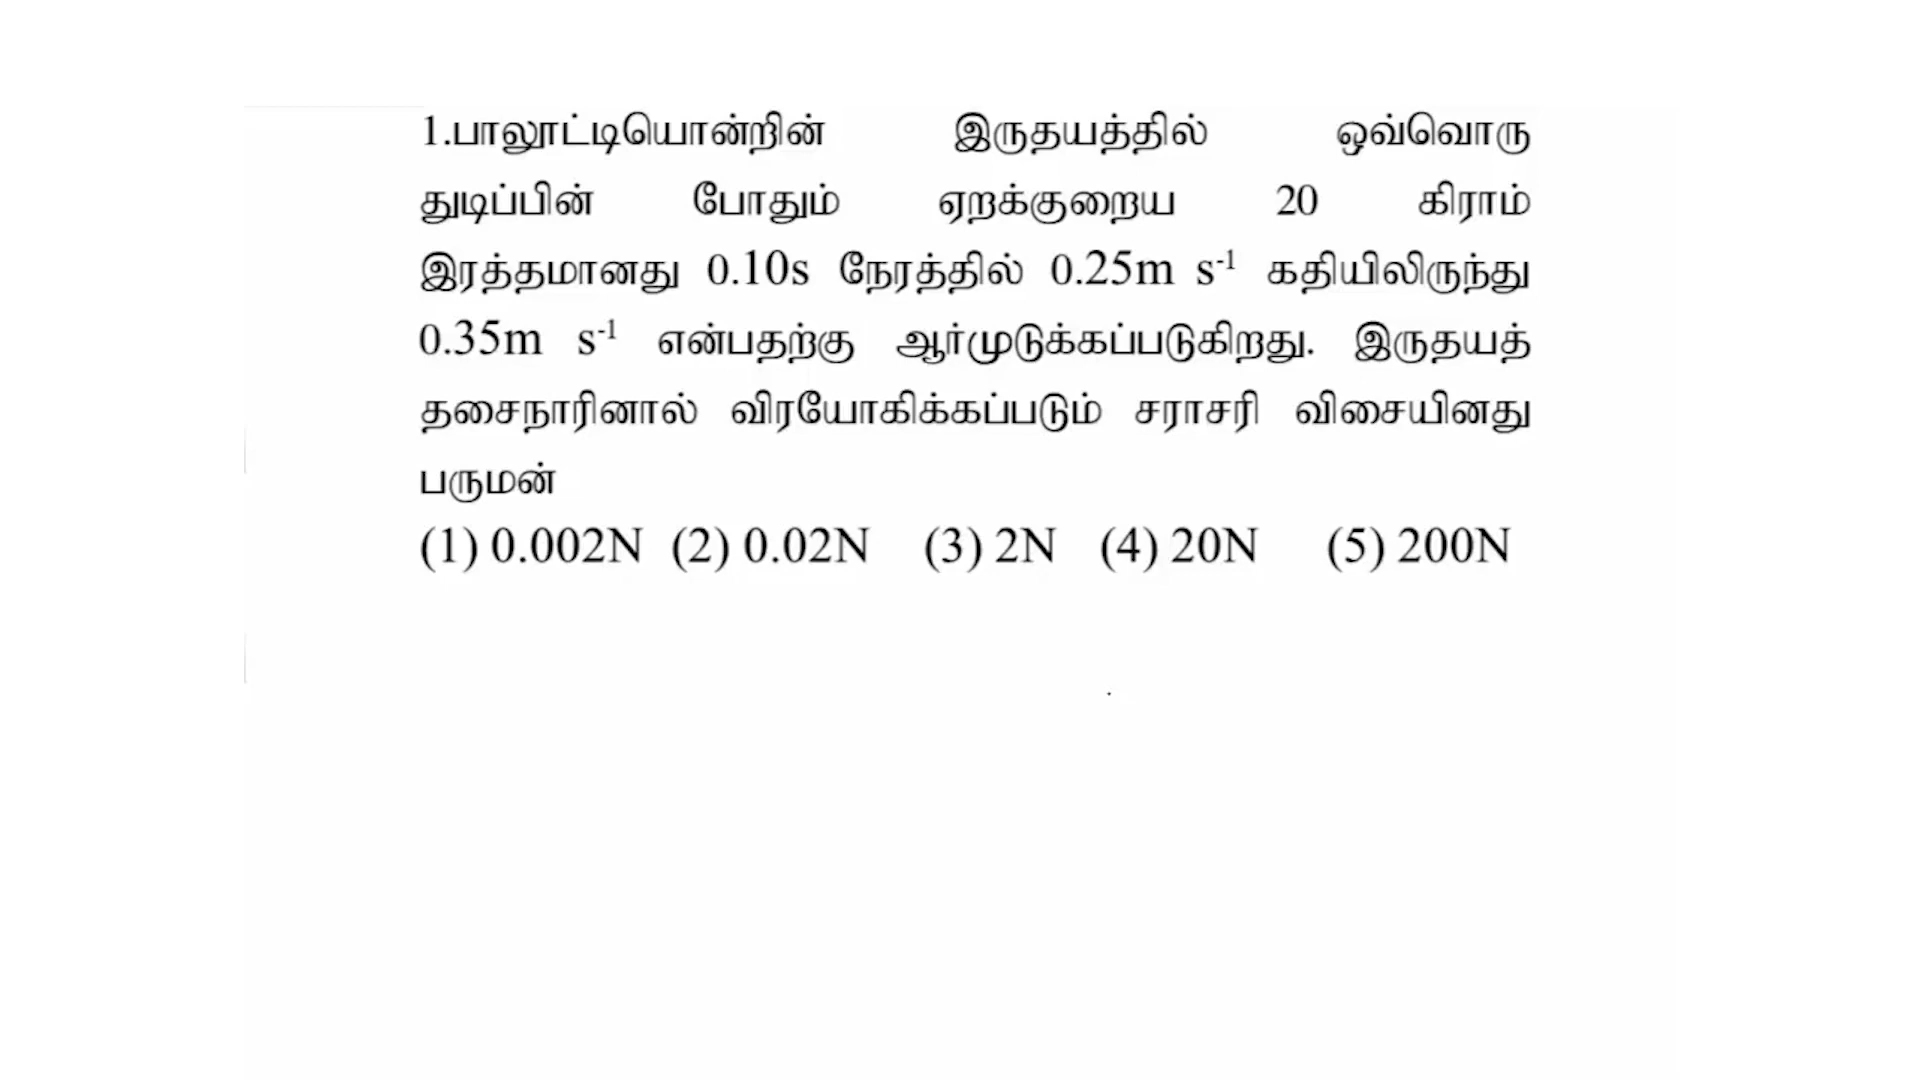 1.பாலூட்டியொன்றின் இருதயத்தில் ஒவ்வொரு
துடிப்பின் போதும் ஏறக்குறைய 20 கிராம்
இரத்தமானது 0.10s நேரத்தில் 0.25m s⁻¹ கதியிலிருந்து
0.35m s⁻¹ என்பதற்கு ஆர்முடுக்கப்படுகிறது. இருதயத்
தசைநாரினால் விரயோகிக்கப்படும் சராசரி விசையினது
பருமன்
(1) 0.002N (2) 0.02N (3) 2N (4) 20N (5) 200N